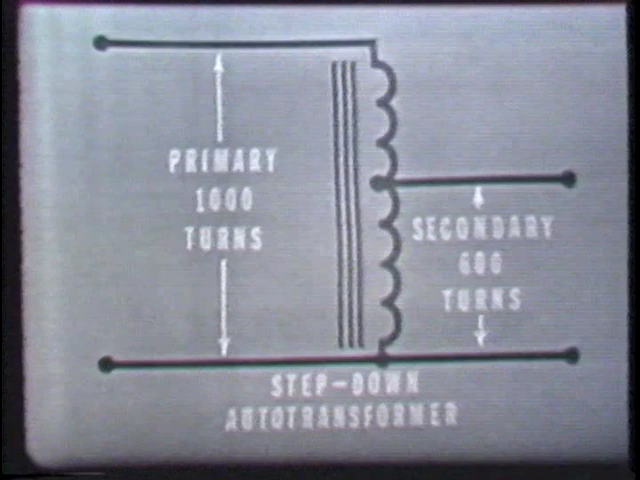 PRIMARY
1000
TURNS
SECONDARY
600
TURNS
STEP-DOWN
AUTOTRANSFORMER